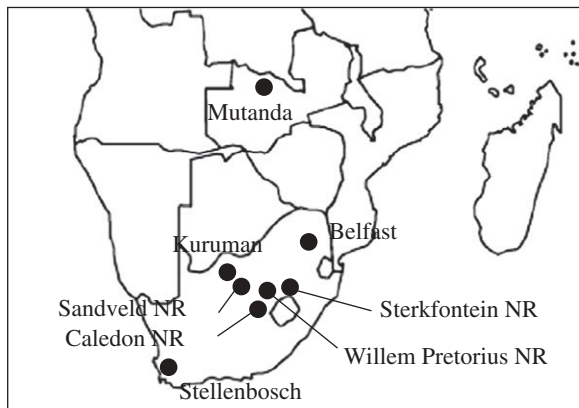 Mutanda
Belfast
Kuruman
Sandveld NR
Sterkfontein NR
Caledon NR
Willem Pretorius NR
Stellenbosch